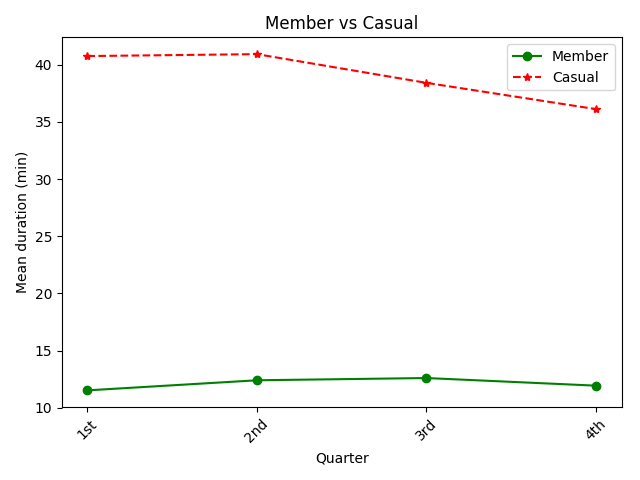 Member vs Casual
Member
Casual
Mean duration (min)
40
35
30
25
20
15
10
1st
2nd
3rd
4th
Quarter